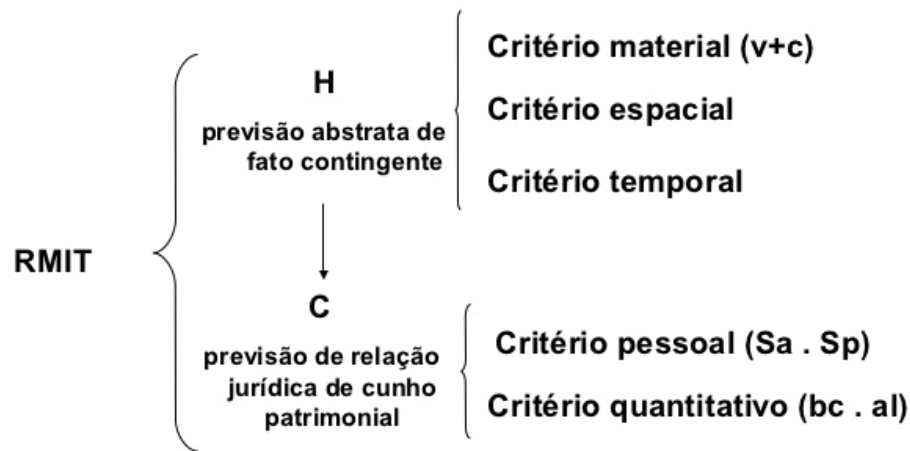 RMIT
H
previsão abstrata de
fato contingente
Critério material (v+c)
Critério espacial
Critério temporal
C
previsão de relação
jurídica de cunho
patrimonial
Critério pessoal (Sa . Sp)
Critério quantitativo (bc . al)